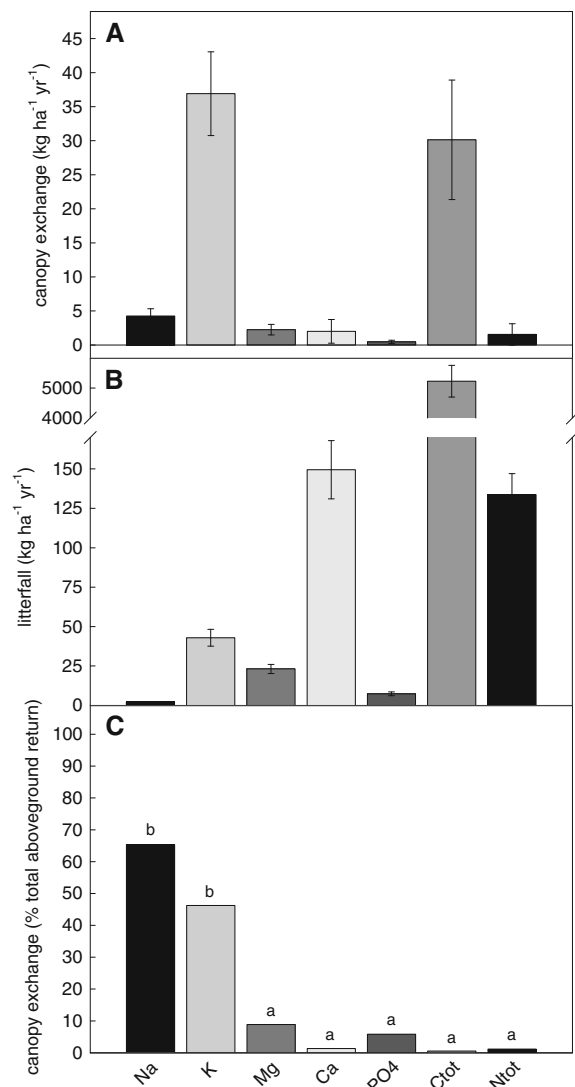 A
canopy exchange (kg ha⁻¹ yr⁻¹)
45
40
35
30
25
20
15
10
5
0
B
litterfall (kg ha⁻¹ yr⁻¹)
5000
4000
150
125
100
75
50
25
0
C
canopy exchange (% total aboveground return)
100
90
80
70
60
50
40
30
20
10
0
b
b
a
a
a
a
a
Na
K
Mg
Ca
PO4
Ctot
Ntot